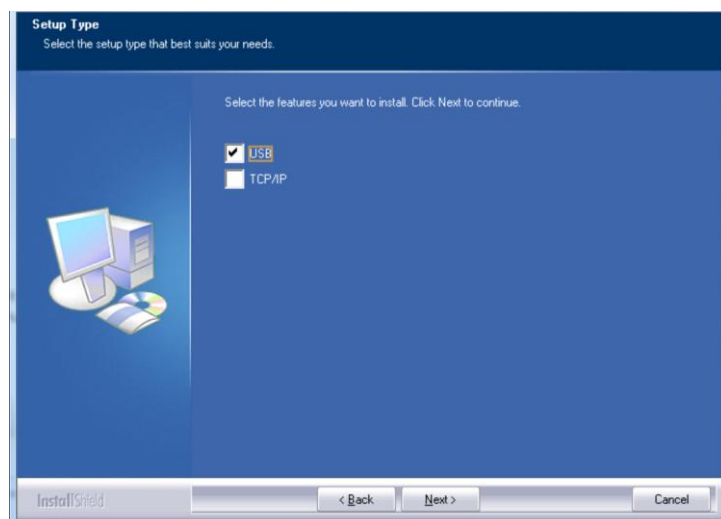 Setup Type
Select the setup type that best suits your needs.
Select the features you want to install. Click Next to continue.
USB
TCP/IP
InstallShield
< Back
Next >
Cancel